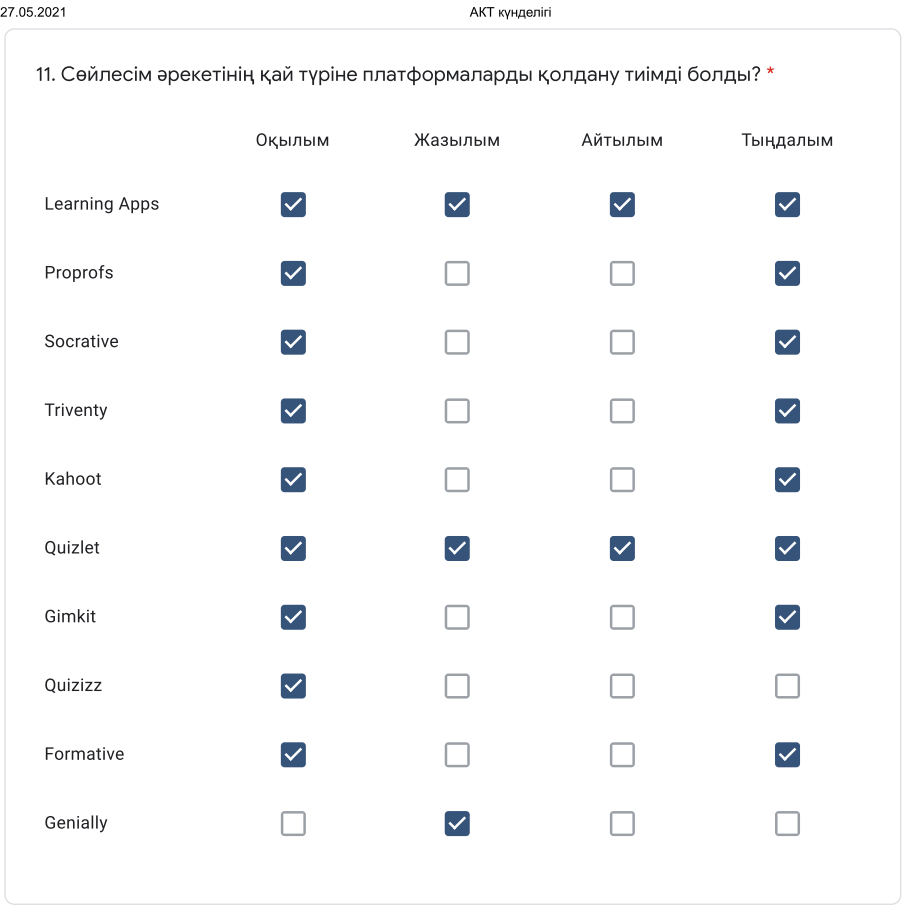 27.05.2021 АКТ күнделігі
11. Сөйлесім әрекетінің қай түріне платформаларды қолдану тиімді болды? *
Оқылым Жазылым Айтылым Тыңдалым
Learning Apps
Proprofs
Socrative
Triventy
Kahoot
Quizlet
Gimkit
Quizizz
Formative
Genially